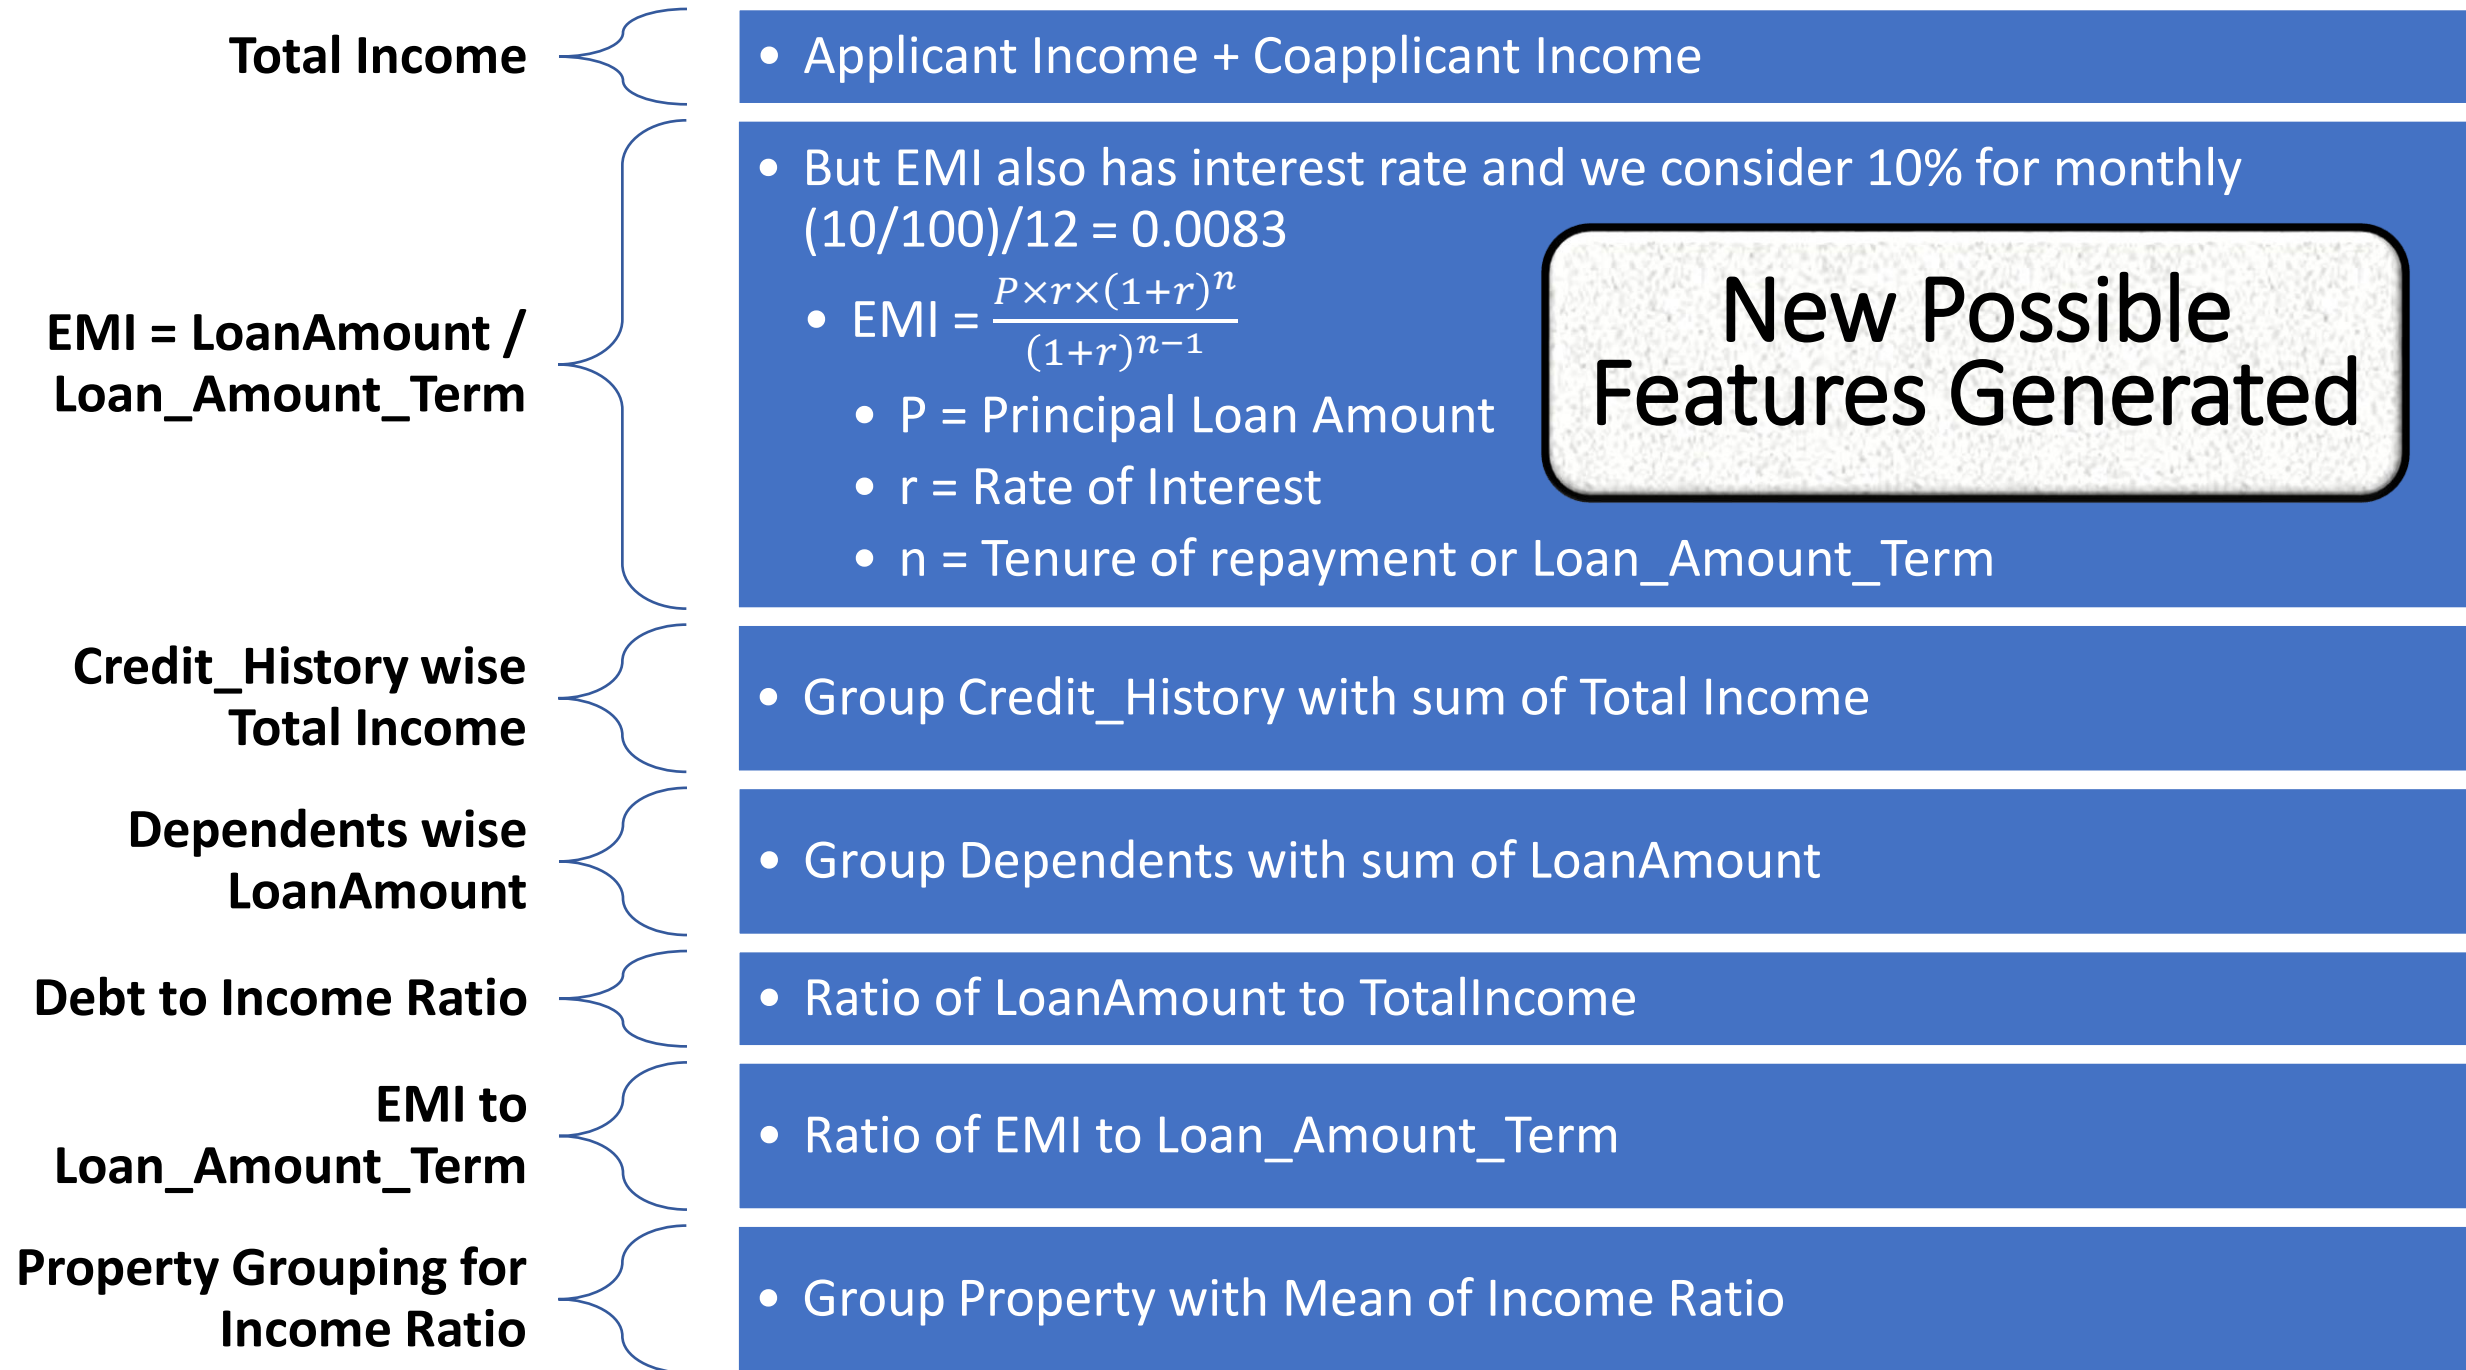 New Possible
Features Generated
Total Income
• Applicant Income + Coapplicant Income
EMI = LoanAmount /
Loan_Amount_Term
• But EMI also has interest rate and we consider 10% for monthly
(10/100)/12 = 0.0083
• EMI = \frac{P×r×(1+r)^n}{(1+r)^{n−1}}
• P = Principal Loan Amount
• r = Rate of Interest
• n = Tenure of repayment or Loan_Amount_Term
Credit_History wise
Total Income
• Group Credit_History with sum of Total Income
Dependents wise
LoanAmount
• Group Dependents with sum of LoanAmount
Debt to Income Ratio
• Ratio of LoanAmount to TotalIncome
EMI to
Loan_Amount_Term
• Ratio of EMI to Loan_Amount_Term
Property Grouping for
Income Ratio
• Group Property with Mean of Income Ratio